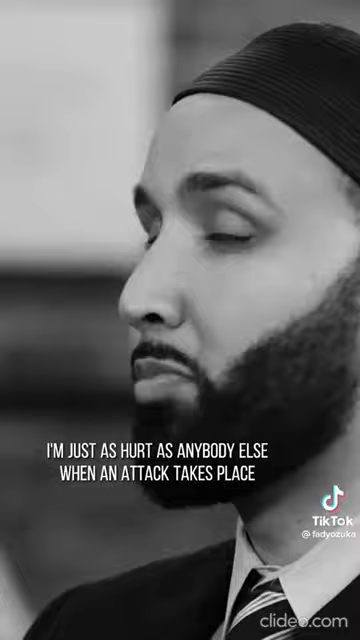 I'M JUST AS HURT AS ANYBODY ELSE
WHEN AN ATTACK TAKES PLACE
TikTok
@fadyozuka
clideo.com